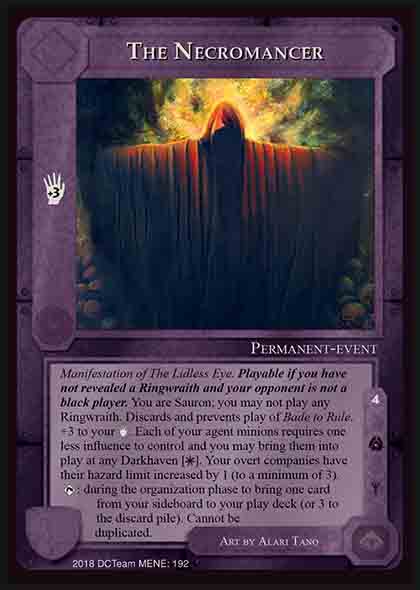 The Necromancer
+3
Permanent-event
Manifestation of The Lidless Eye. Playable if you have
not revealed a Ringwraith and your opponent is not a
black player. You are Sauron; you may not play any
Ringwraith. Discards and prevents play of Bade to Rule.
+3 to your . Each of your agent minions requires one
less influence to control and you may bring them into
play at any Darkhaven [ ]. Your overt companies have
their hazard limit increased by 1 (to a minimum of 3).
: during the organization phase to bring one card
from your sideboard to your play deck (or 3 to
the discard pile). Cannot be
duplicated.
4
Art by Alari Tano
2018 DCTeam MENE: 192